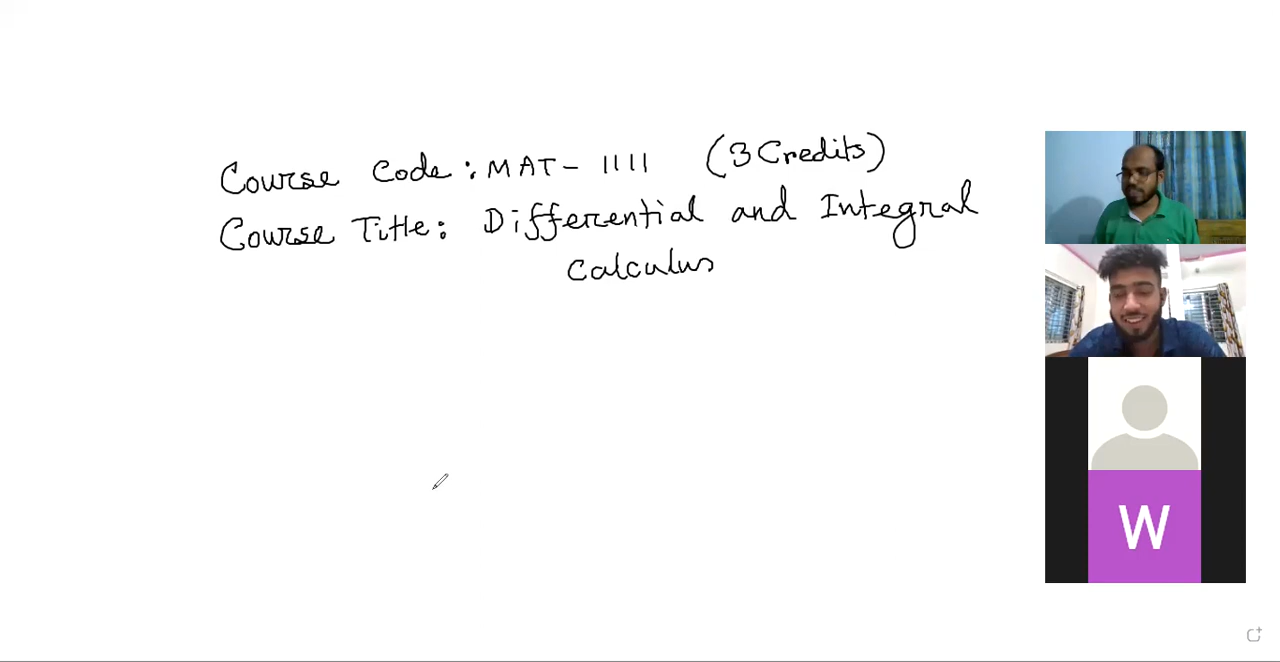 Course Code: MAT- 1111 (3 Credits)
Course Title: Differential and Integral
Calculus
W